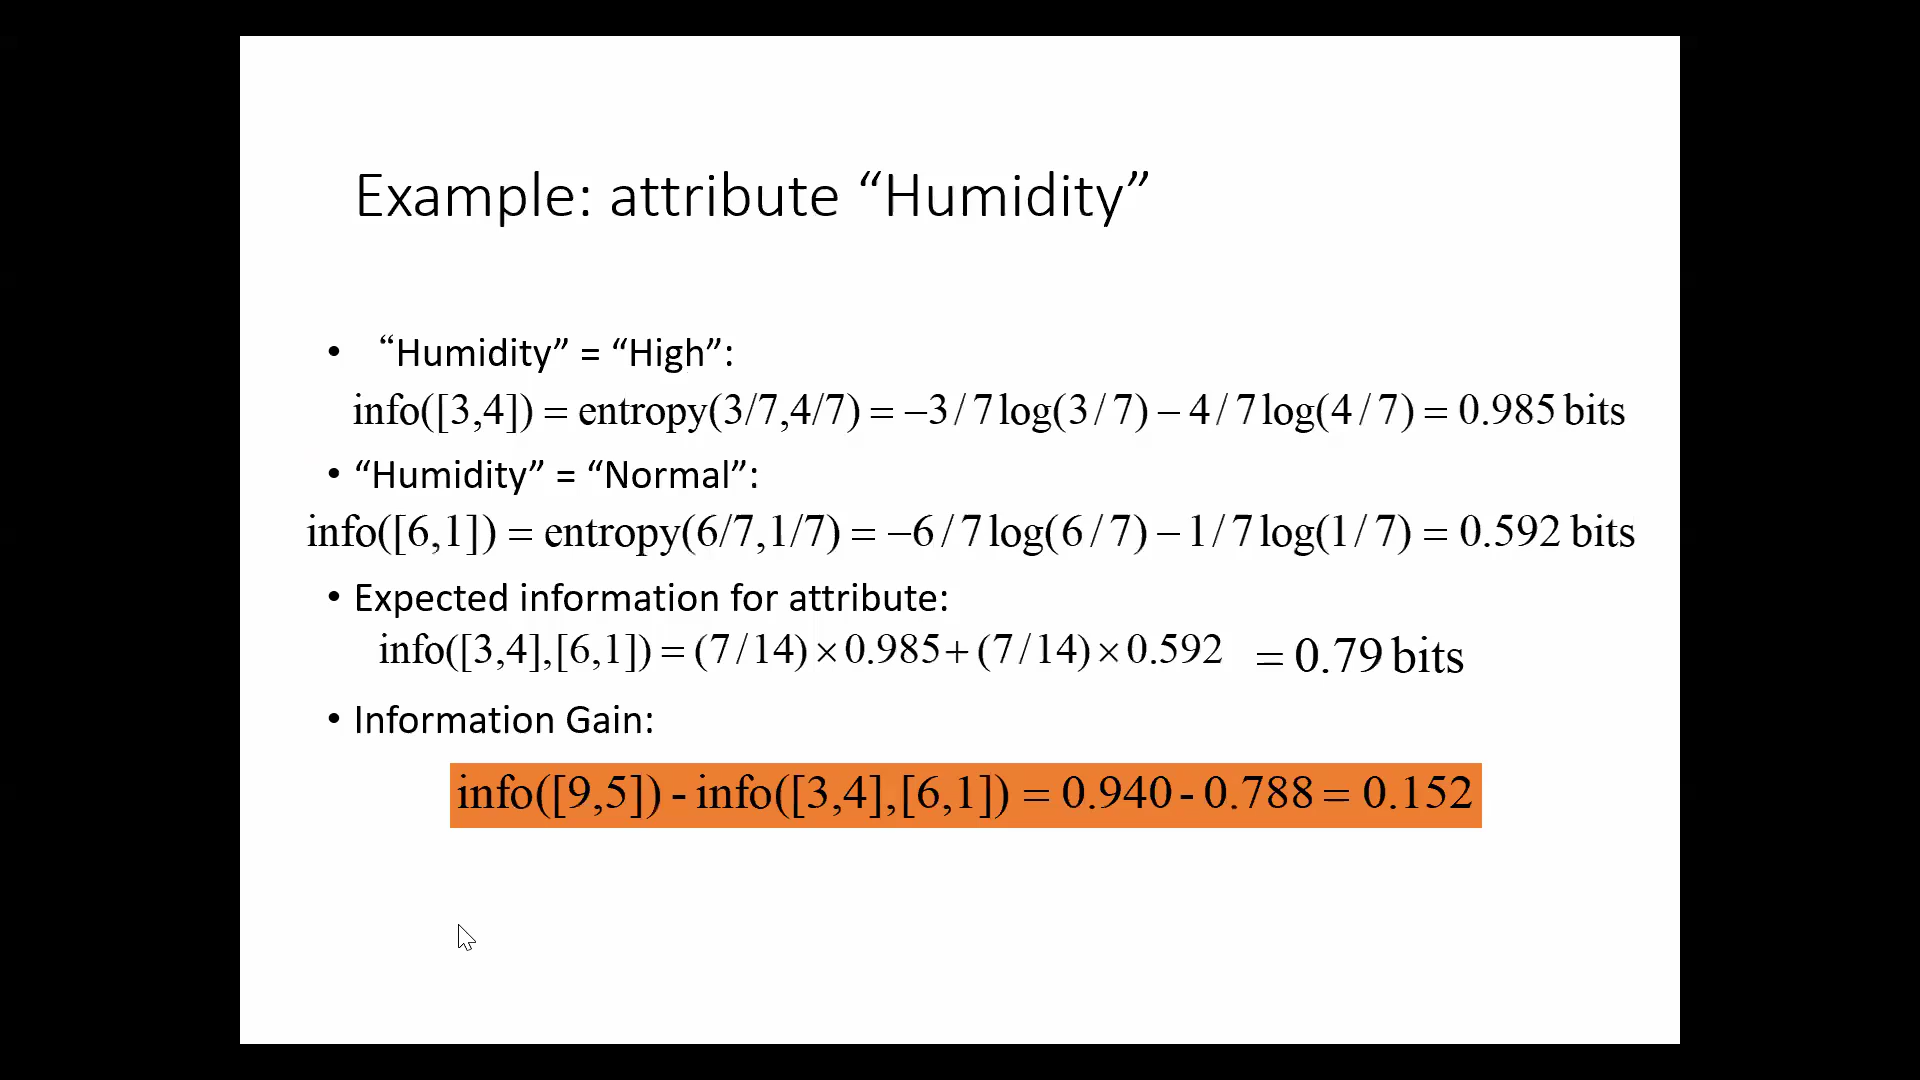 Example: attribute “Humidity”
• “Humidity” = “High”:
info([3,4]) = entropy(3/7,4/7) = −3/7log(3/7) − 4/7log(4/7) = 0.985 bits
• “Humidity” = “Normal”:
info([6,1]) = entropy(6/7,1/7) = −6/7log(6/7) − 1/7log(1/7) = 0.592 bits
• Expected information for attribute:
info([3,4],[6,1]) = (7/14)×0.985+(7/14)×0.592 = 0.79 bits
• Information Gain:
info([9,5]) - info([3,4],[6,1]) = 0.940 - 0.788 = 0.152